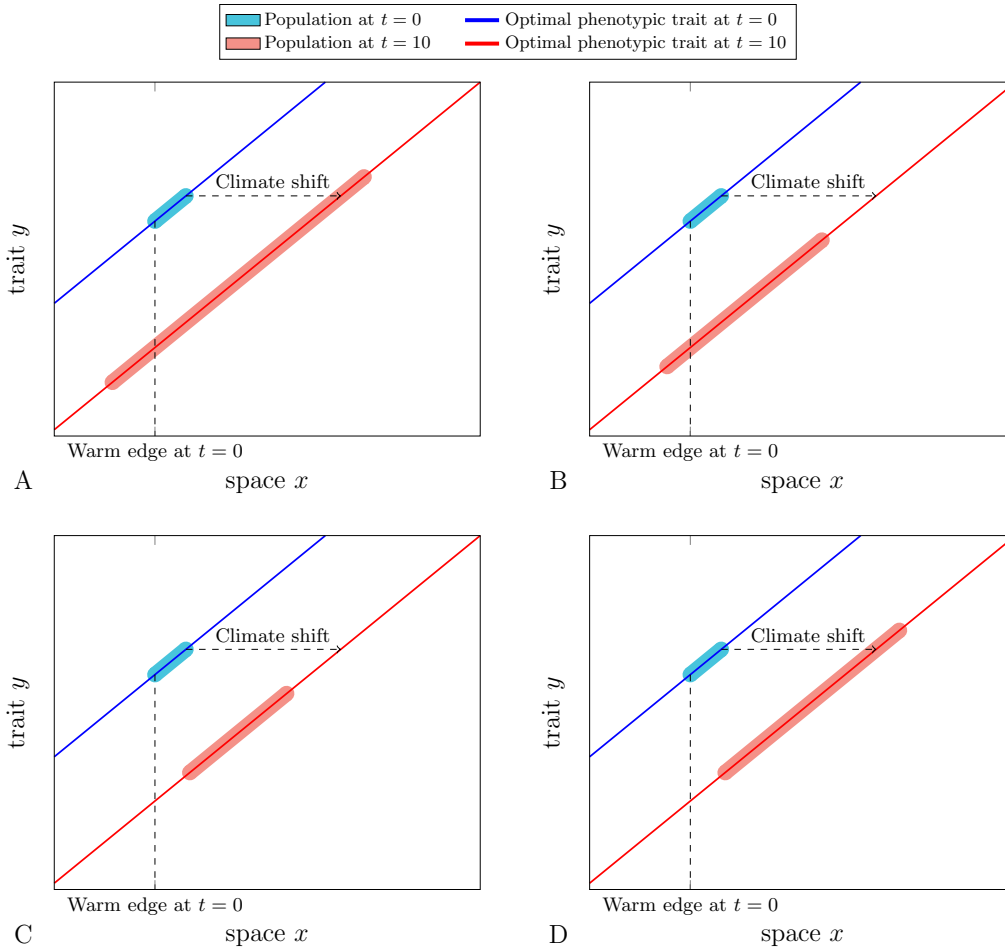 Population at t = 0
Optimal phenotypic trait at t = 0
Population at t = 10
Optimal phenotypic trait at t = 10
Climate shift
Climate shift
trait y
trait y
Warm edge at t = 0
Warm edge at t = 0
A
space x
B
space x
Climate shift
Climate shift
trait y
trait y
Warm edge at t = 0
Warm edge at t = 0
C
space x
D
space x